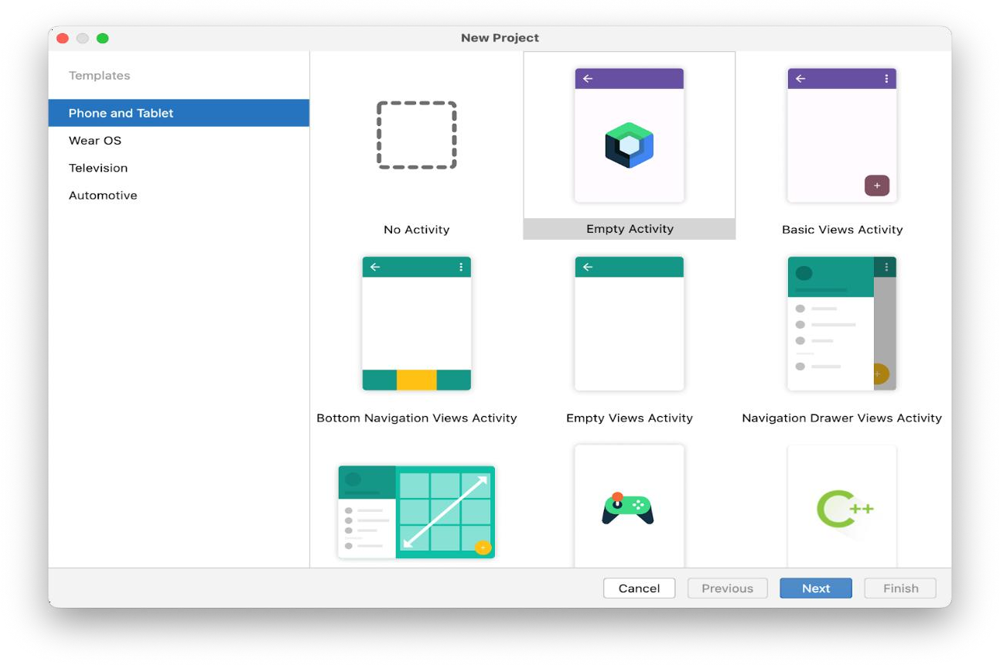 New Project
Templates
Phone and Tablet
Wear OS
Television
Automotive
No Activity
Empty Activity
Basic Views Activity
Bottom Navigation Views Activity
Empty Views Activity
Navigation Drawer Views Activity
C++
Cancel
Previous
Next
Finish